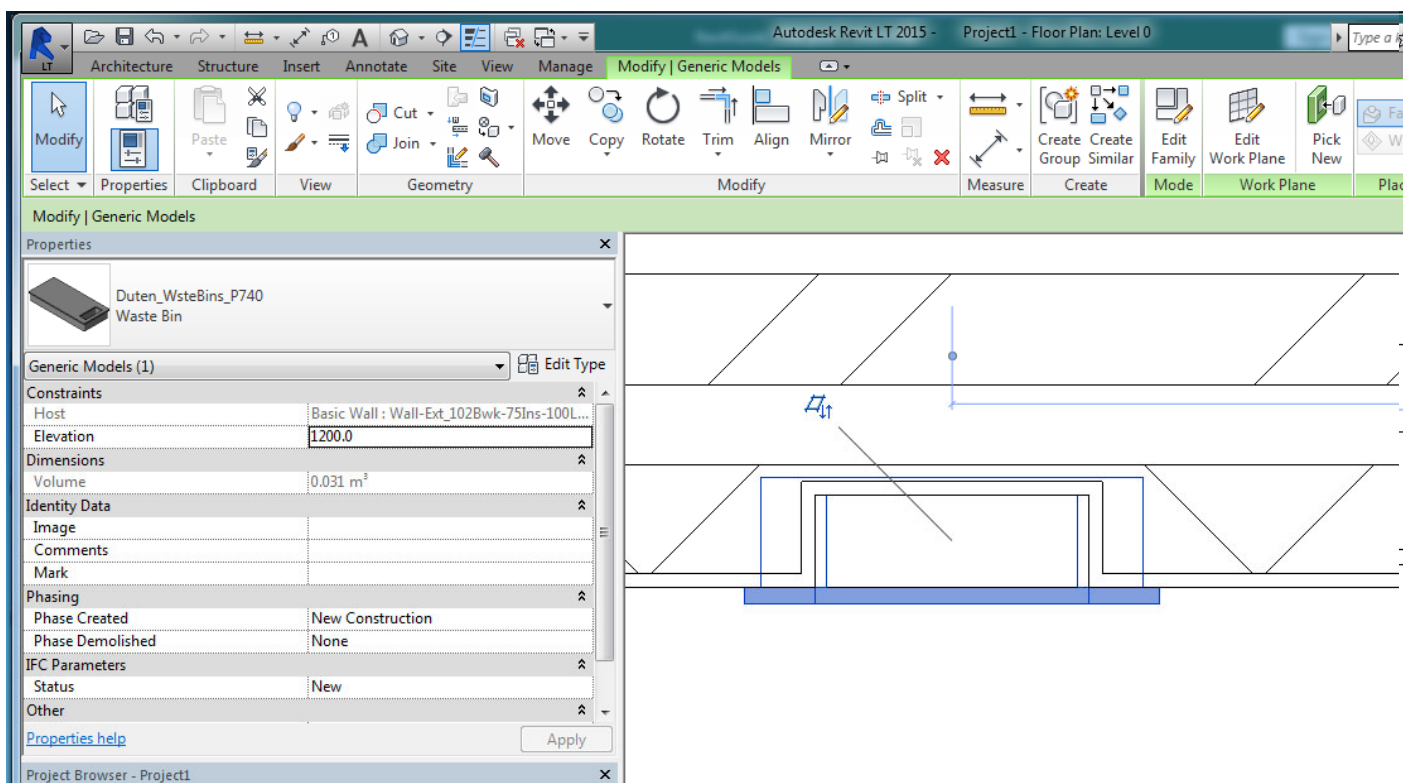 Autodesk Revit LT 2015 - Project1 - Floor Plan: Level 0
Type a
LT
Architecture Structure Insert Annotate Site View Manage Modify | Generic Models
Modify
Paste
Cut
Join
Move Copy Rotate Trim Align Mirror
Split
Create Group
Create Similar
Edit Family
Edit Work Plane
Pick New
Fa
W
Select Properties Clipboard View Geometry Modify Measure Create Mode Work Plane Plac
Modify | Generic Models
Properties
Duten_WsteBins_P740
Waste Bin
Generic Models (1) Edit Type
Constraints
Host Basic Wall : Wall-Ext_102Bwk-75Ins-100L...
Elevation 1200.0
Dimensions
Volume 0.031 m³
Identity Data
Image
Comments
Mark
Phasing
Phase Created New Construction
Phase Demolished None
IFC Parameters
Status New
Other
Properties help Apply
Project Browser - Project1